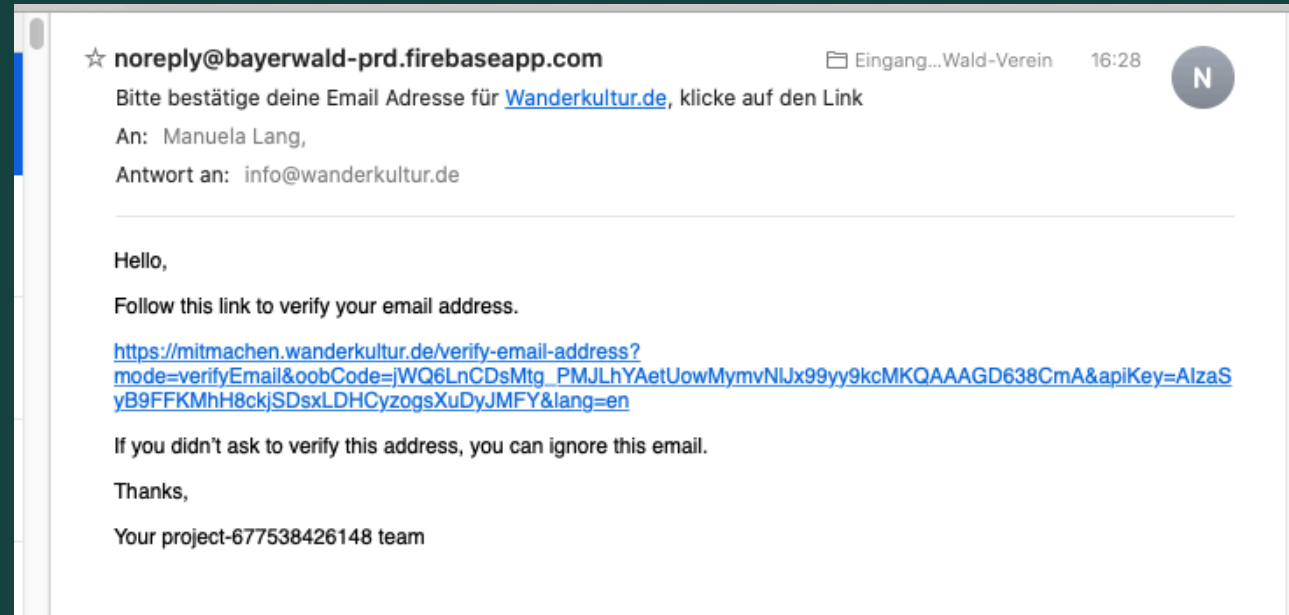 noreply@bayerwald-prd.firebaseapp.com
Eingang...Wald-Verein
16:28
N
Bitte bestätige deine Email Adresse für Wanderkultur.de, klicke auf den Link
An: Manuela Lang,
Antwort an: info@wanderkultur.de
Hello,
Follow this link to verify your email address.
https://mitmachen.wanderkultur.de/verify-email-address?
mode=verifyEmail&oobCode=jWQ6LnCDsMtg_PMJLhYAetUowMymvNlJx99yy9kcMKQAAAGD638CmA&apiKey=AIzaS
yB9FFKMhH8ckjSDsxLDHCyzogsXuDyJMFY&lang=en
If you didn’t ask to verify this address, you can ignore this email.
Thanks,
Your project-677538426148 team